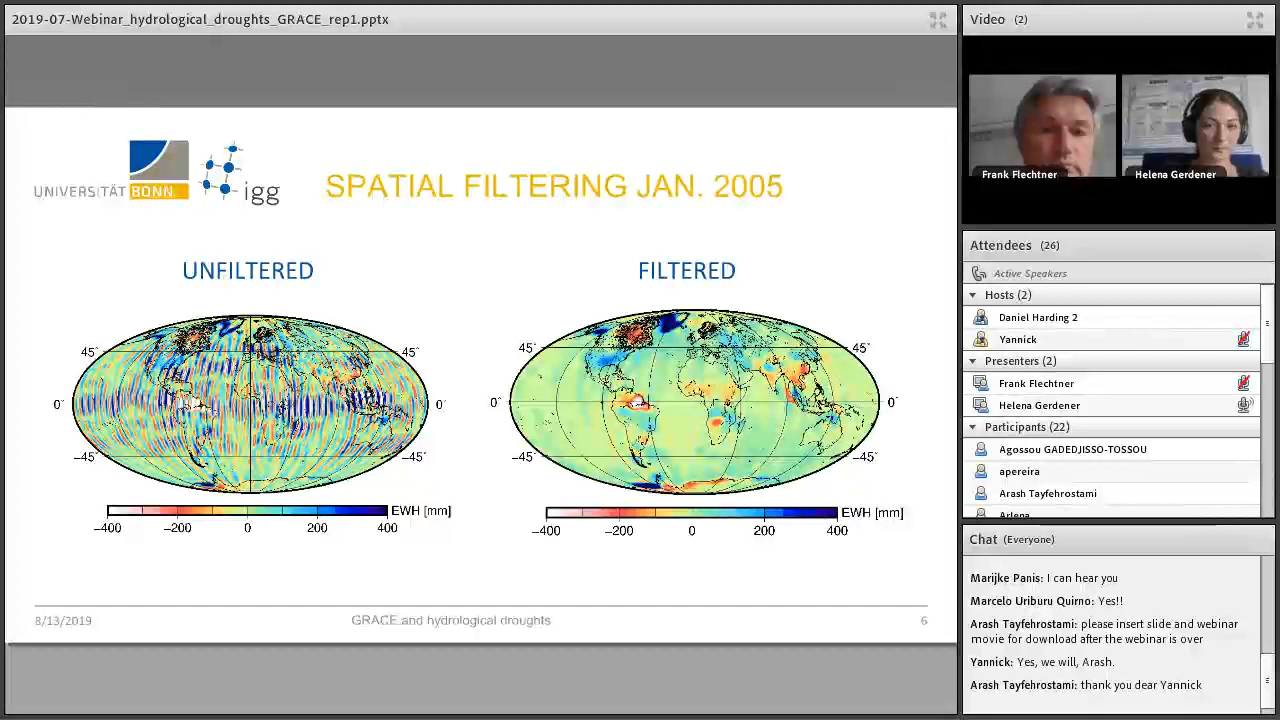 2019-07-Webinar_hydrological_droughts_GRACE_rep1.pptx
UNIVERSITÄT BONN
igg
SPATIAL FILTERING JAN. 2005
UNFILTERED
FILTERED
45°
45°
0°
0°
−45°
−45°
−400
−200
0
200
400
EWH [mm]
45°
45°
0°
0°
−45°
−45°
−400
−200
0
200
400
EWH [mm]
8/13/2019
GRACE and hydrological droughts
6
Video (2)
Frank Flechtner
Helena Gerdener
Attendees (26)
Active Speakers
Hosts (2)
Daniel Harding 2
Yannick
Presenters (2)
Frank Flechtner
Helena Gerdener
Participants (22)
Agossou GADEDJISSO-TOSSOU
apereira
Arash Tayfehrostami
Arlena
Chat (Everyone)
Marijke Panis: I can hear you
Marcelo Uriburu Quirno: Yes!!
Arash Tayfehrostami: please insert slide and webinar
movie for download after the webinar is over
Yannick: Yes, we will, Arash.
Arash Tayfehrostami: thank you dear Yannick